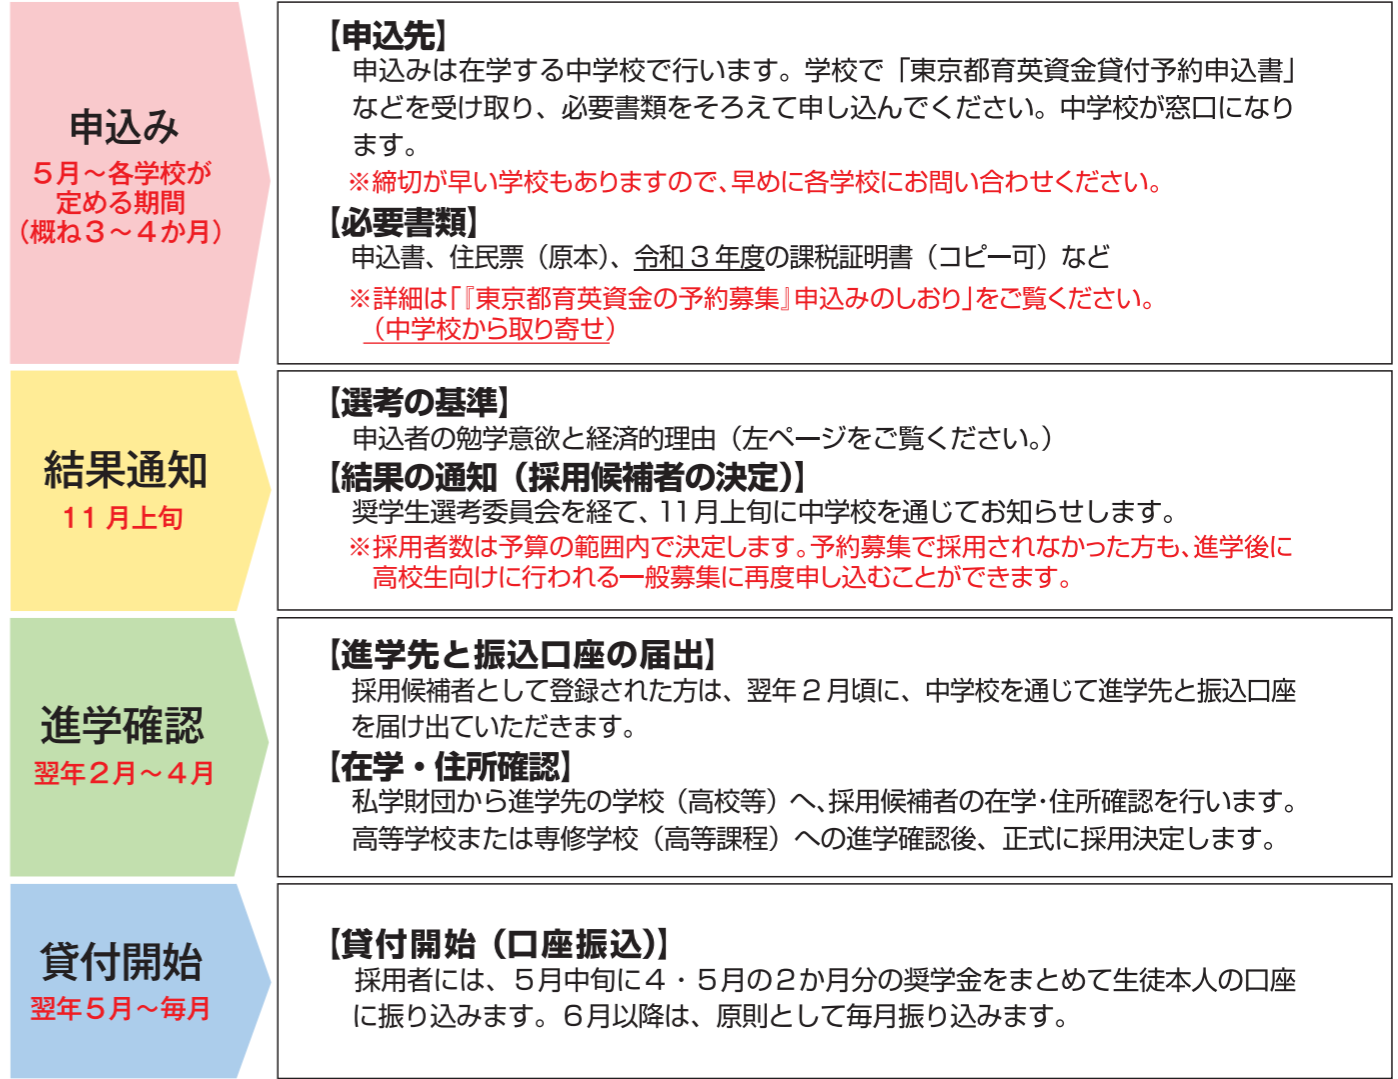 申込み
５月～各学校が
定める期間
（概ね３～４か月）
【申込先】
申込みは在学する中学校で行います。学校で「東京都育英資金貸付予約申込書」
などを受け取り、必要書類をそろえて申し込んでください。中学校が窓口になり
ます。
※締切が早い学校もありますので、早めに各学校にお問い合わせください。
【必要書類】
申込書、住民票（原本）、令和３年度の課税証明書（コピー可）など
※詳細は「『東京都育英資金の予約募集』申込みのしおり」をご覧ください。
（中学校から取り寄せ）
結果通知
11月上旬
【選考の基準】
申込者の勉学意欲と経済的理由（左ページをご覧ください。）
【結果の通知（採用候補者の決定）】
奨学生選考委員会を経て、11月上旬に中学校を通じてお知らせします。
※採用者数は予算の範囲内で決定します。予約募集で採用されなかった方も、進学後に
高校生向けに行われる一般募集に再度申し込むことができます。
進学確認
翌年２月～４月
【進学先と振込口座の届出】
採用候補者として登録された方は、翌年２月頃に、中学校を通じて進学先と振込口座
を届け出ていただきます。
【在学・住所確認】
私学財団から進学先の学校（高校等）へ、採用候補者の在学・住所確認を行います。
高等学校または専修学校（高等課程）への進学確認後、正式に採用決定します。
貸付開始
翌年５月～毎月
【貸付開始（口座振込）】
採用者には、５月中旬に４・５月の２か月分の奨学金をまとめて生徒本人の口座
に振り込みます。６月以降は、原則として毎月振り込みます。